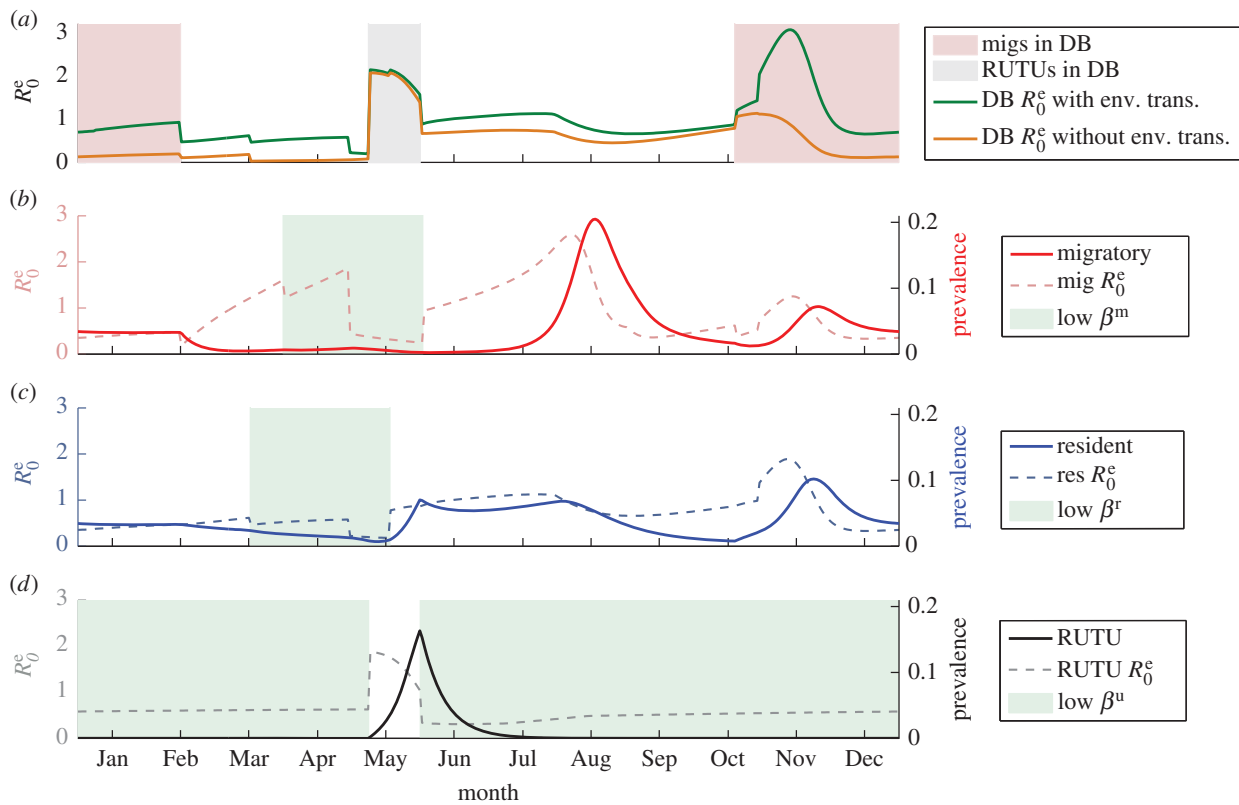 (a)
3
2
1
0
R₀ᵉ
migs in DB
RUTUs in DB
DB R₀ᵉ with env. trans.
DB R₀ᵉ without env. trans.
(b)
3
2
1
0
R₀ᵉ
0.2
0.1
0
prevalence
migratory
mig R₀ᵉ
low βᵐ
(c)
3
2
1
0
R₀ᵉ
0.2
0.1
0
prevalence
resident
res R₀ᵉ
low βʳ
(d)
3
2
1
0
R₀ᵉ
0.2
0.1
0
prevalence
RUTU
RUTU R₀ᵉ
low βᵘ
Jan Feb Mar Apr May Jun Jul Aug Sep Oct Nov Dec
month